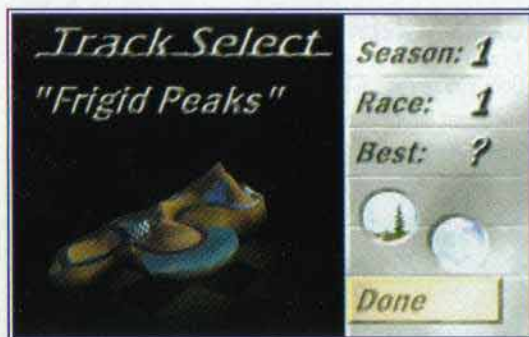 Track Select
"Frigid Peaks"
Season: 1
Race: 1
Best: ?
Done